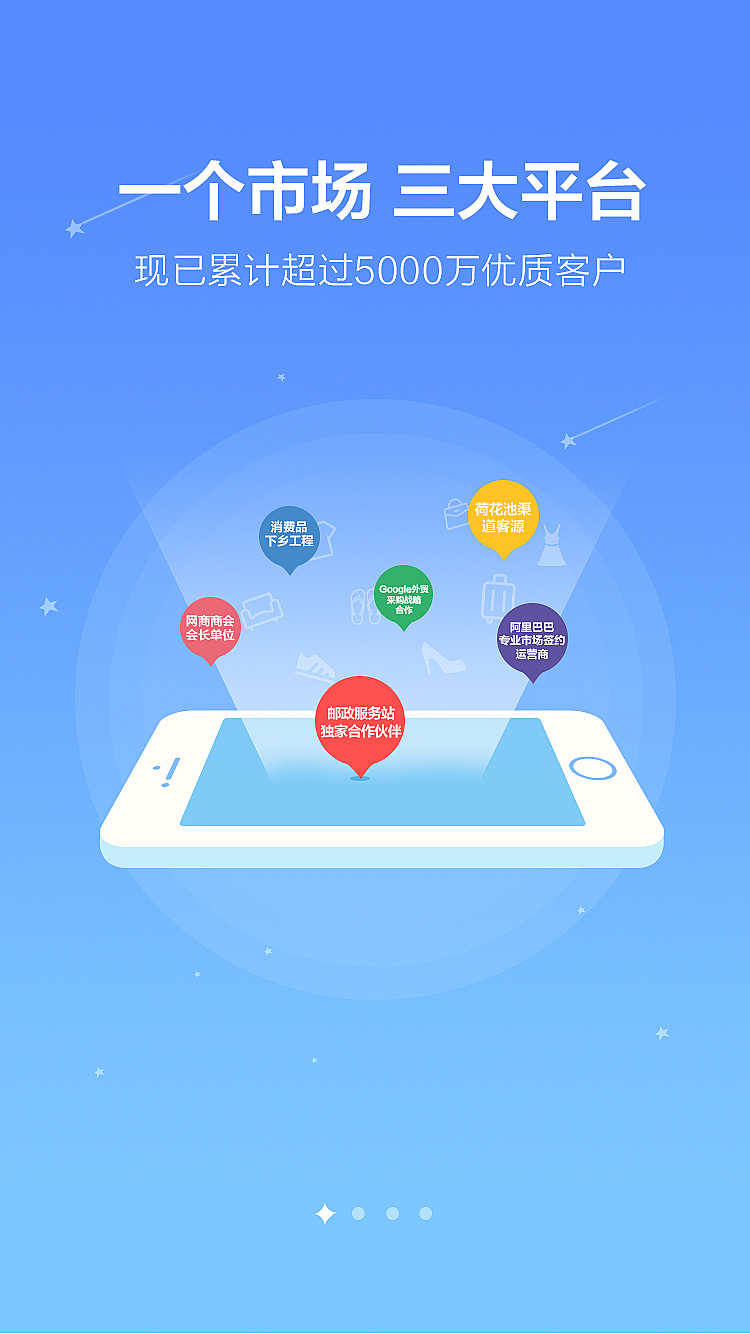 一个市场 三大平台
现已累计超过5000万优质客户
荷花池渠
道客源
消费品
下乡工程
Google外贸
采购战略
合作
网商商会
会长单位
阿里巴巴
专业市场签约
运营商
邮政服务站
独家合作伙伴